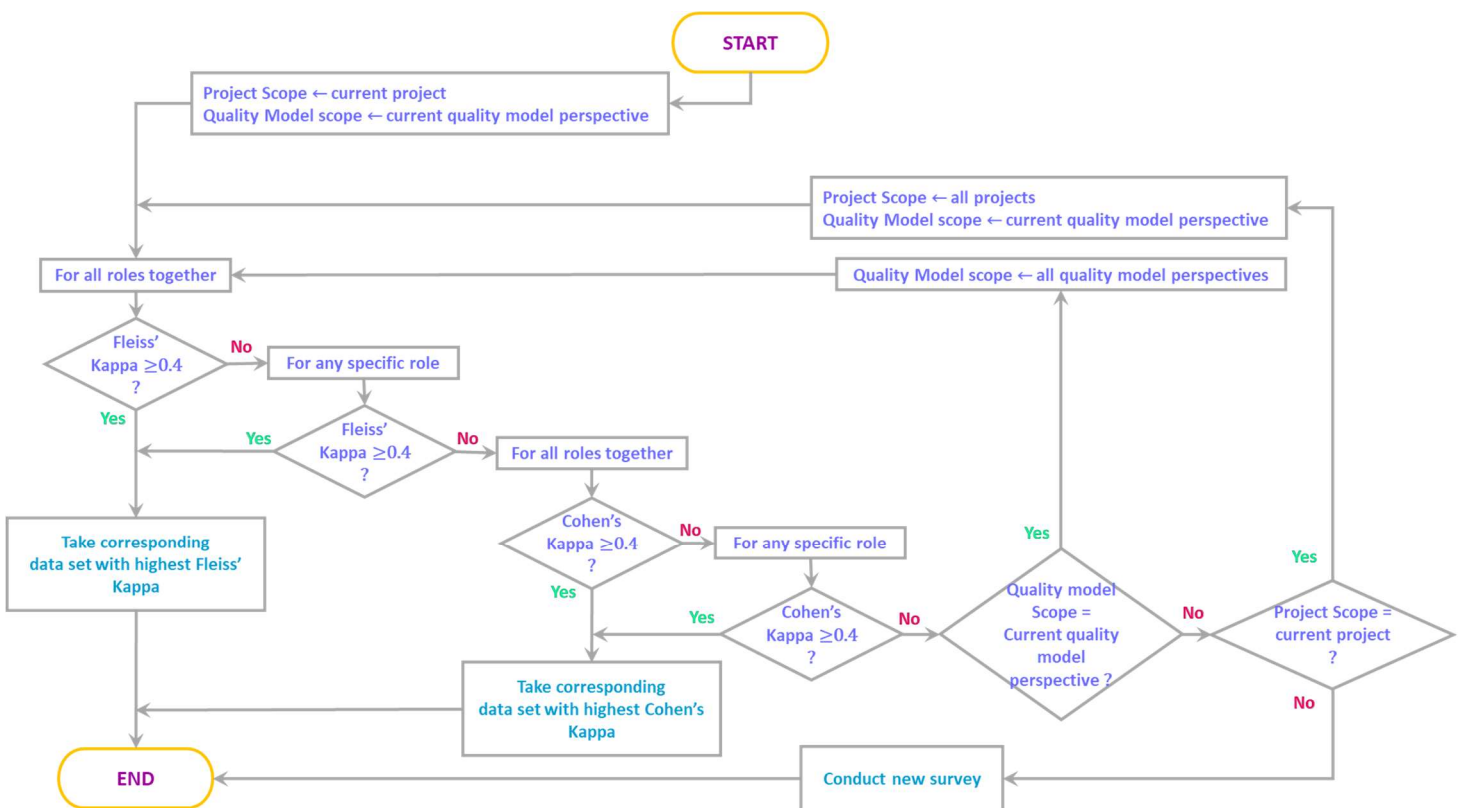 START
Project Scope ← current project
Quality Model scope ← current quality model perspective
Project Scope ← all projects
Quality Model scope ← current quality model perspective
For all roles together
Quality Model scope ← all quality model perspectives
Fleiss’
Kappa ≥0.4
?
No
For any specific role
Yes
Fleiss’
Kappa ≥0.4
?
Yes
No
For all roles together
Take corresponding
data set with highest Fleiss’
Kappa
Cohen’s
Kappa ≥0.4
?
No
For any specific role
Yes
Cohen’s
Kappa ≥0.4
?
Yes
No
Quality model
Scope =
Current quality
model
perspective ?
Yes
No
Project Scope =
current project
?
Yes
No
Take corresponding
data set with highest Cohen’s
Kappa
END
Conduct new survey